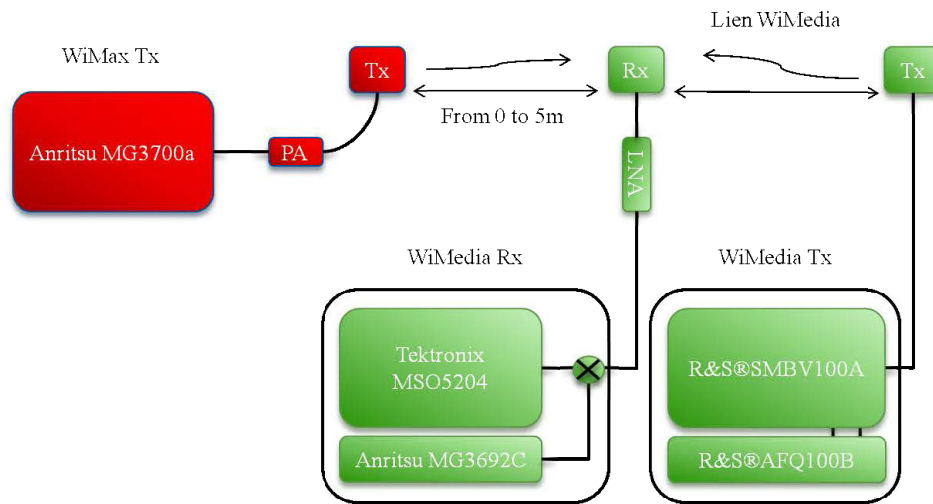 Lien WiMedia
WiMax Tx
Tx
Rx
Tx
From 0 to 5m
Anritsu MG3700a
PA
LNA
WiMedia Rx
WiMedia Tx
Tektronix
MSO5204
R&S®SMBV100A
Anritsu MG3692C
R&S®AFQ100B